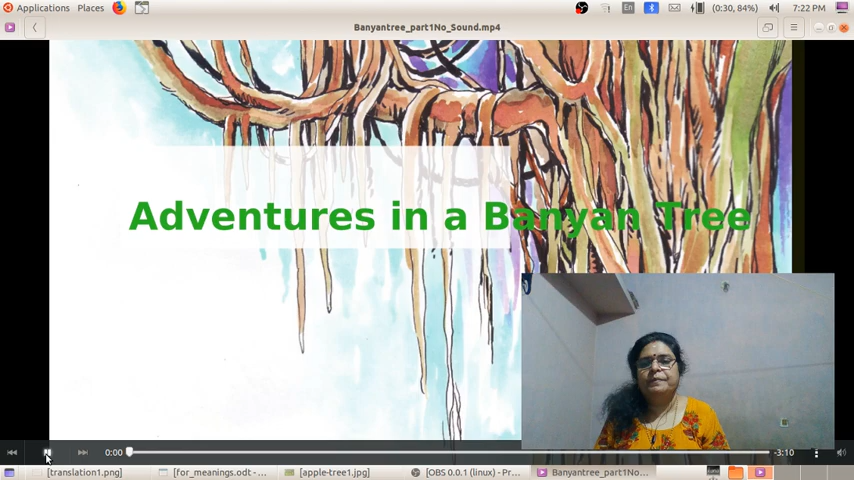 Applications Places En (0:30, 84%) 7:22 PM
Banyantree_part1No_Sound.mp4
Adventures in a Banyan Tree
0:00 -3:10
[translation1.png] [for_meanings.odt - ... [apple-tree1.jpg] [OBS 0.0.1 (linux) - Pr... Banyantree_part1No...